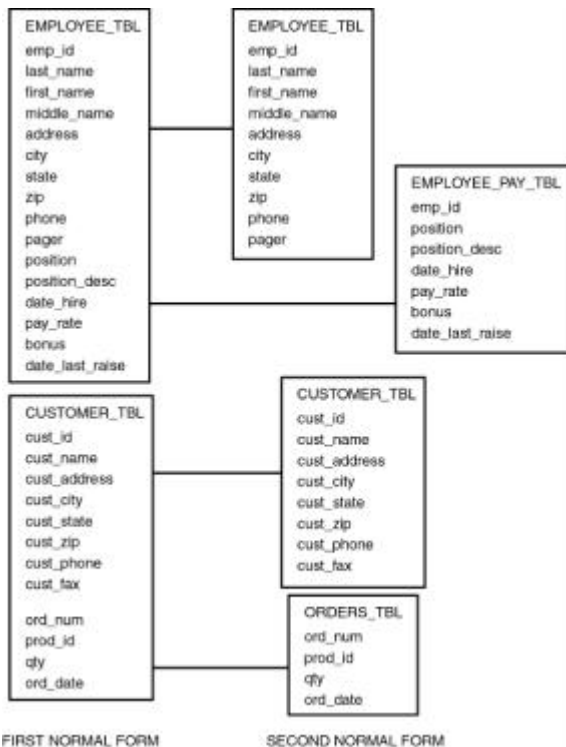 EMPLOYEE_TBL
emp_id
last_name
first_name
middle_name
address
city
state
zip
phone
pager
position
position_desc
date_hire
pay_rate
bonus
date_last_raise
EMPLOYEE_TBL
emp_id
last_name
first_name
middle_name
address
city
state
zip
phone
pager
EMPLOYEE_PAY_TBL
emp_id
position
position_desc
date_hire
pay_rate
bonus
date_last_raise
CUSTOMER_TBL
cust_id
cust_name
cust_address
cust_city
cust_state
cust_zip
cust_phone
cust_fax
ord_num
prod_id
qty
ord_date
CUSTOMER_TBL
cust_id
cust_name
cust_address
cust_city
cust_state
cust_zip
cust_phone
cust_fax
ORDERS_TBL
ord_num
prod_id
qty
ord_date
FIRST NORMAL FORM
SECOND NORMAL FORM